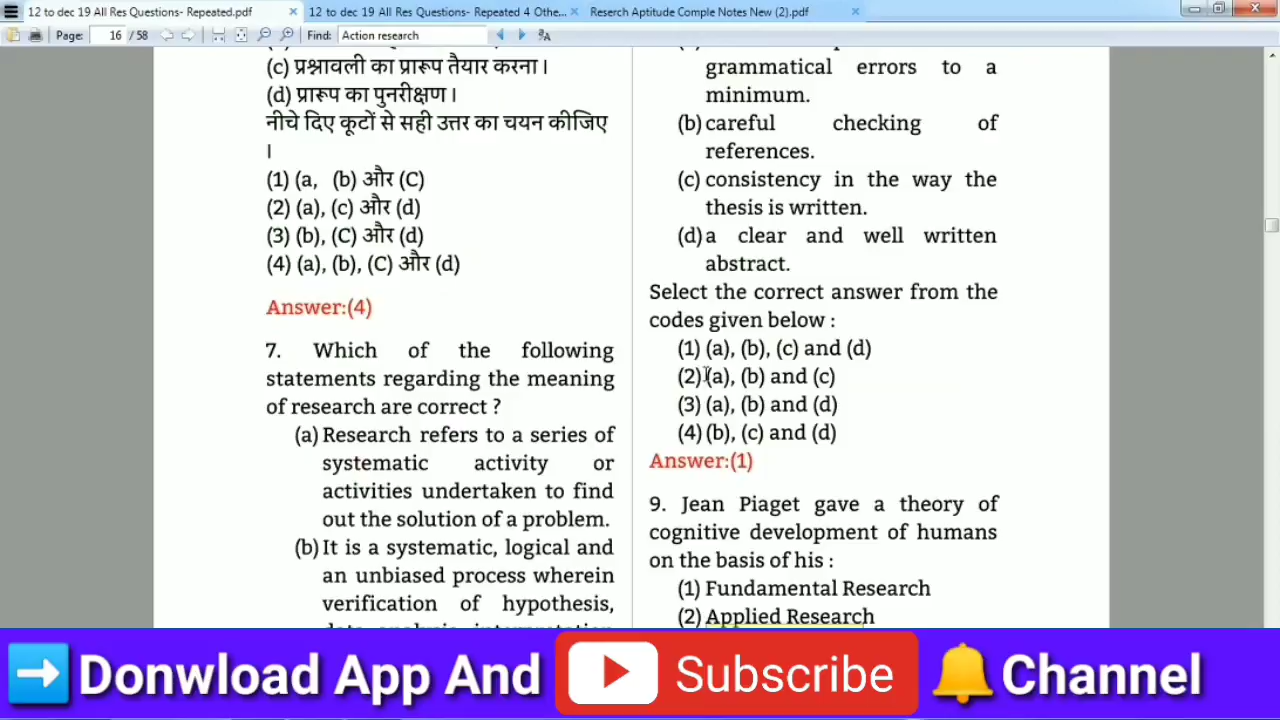 12 to dec 19 All Res Questions- Repeated.pdf
12 to dec 19 All Res Questions- Repeated 4 Othe...
Reserch Aptitude Comple Notes New (2).pdf
Page: 16 / 58 Find: Action research
(c) प्रश्नावली का प्रारूप तैयार करना ।
(d) प्रारूप का पुनरीक्षण ।
नीचे दिए कूटों से सही उत्तर का चयन कीजिए
।
(1) (a, (b) और (C)
(2) (a), (c) और (d)
(3) (b), (C) और (d)
(4) (a), (b), (C) और (d)
Answer:(4)
7. Which of the following
statements regarding the meaning
of research are correct ?
(a) Research refers to a series of
systematic activity or
activities undertaken to find
out the solution of a problem.
(b) It is a systematic, logical and
an unbiased process wherein
verification of hypothesis,
grammatical errors to a
minimum.
(b) careful checking of
references.
(c) consistency in the way the
thesis is written.
(d) a clear and well written
abstract.
Select the correct answer from the
codes given below :
(1) (a), (b), (c) and (d)
(2) (a), (b) and (c)
(3) (a), (b) and (d)
(4) (b), (c) and (d)
Answer:(1)
9. Jean Piaget gave a theory of
cognitive development of humans
on the basis of his :
(1) Fundamental Research
(2) Applied Research
Donwload App And Subscribe Channel